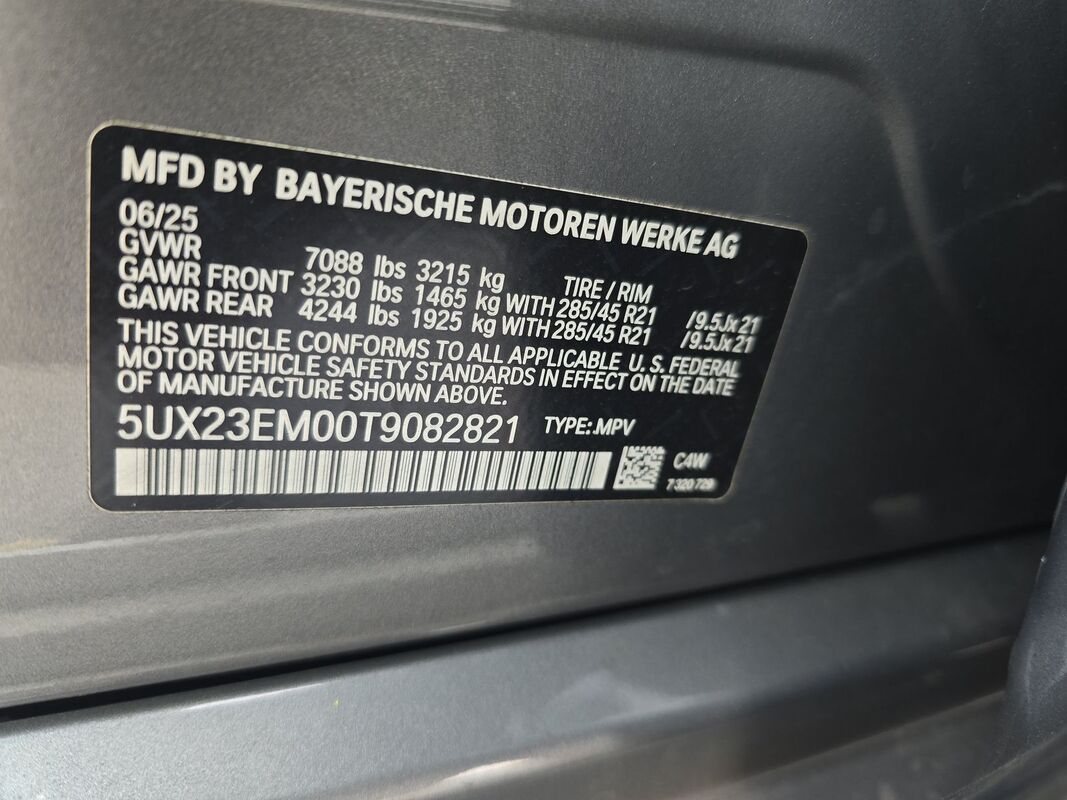 MFD BY BAYERISCHE MOTOREN WERKE AG
06/25
GVWR 7088 lbs 3215 kg TIRE / RIM
GAWR FRONT 3230 lbs 1465 kg WITH 285/45 R21 /9.5Jx21
GAWR REAR 4244 lbs 1925 kg WITH 285/45 R21 /9.5Jx21
THIS VEHICLE CONFORMS TO ALL APPLICABLE U. S. FEDERAL
MOTOR VEHICLE SAFETY STANDARDS IN EFFECT ON THE DATE
OF MANUFACTURE SHOWN ABOVE.
5UX23EM00T9082821 TYPE: MPV
C4W
7 320 729